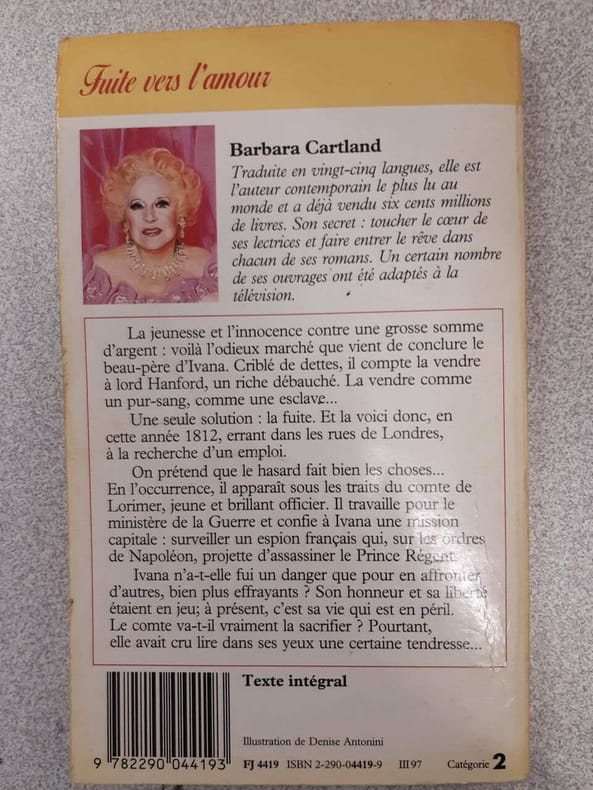 Fuite vers l'amour
Barbara Cartland
Traduite en vingt-cinq langues, elle est
l'auteur contemporain le plus lu au
monde et a déjà vendu six cents millions
de livres. Son secret : toucher le cœur de
ses lectrices et faire entrer le rêve dans
chacun de ses romans. Un certain nombre
de ses ouvrages ont été adaptés à la
télévision.
La jeunesse et l'innocence contre une grosse somme
d'argent : voilà l'odieux marché que vient de conclure le
beau-père d'Ivana. Criblé de dettes, il compte la vendre
à lord Hanford, un riche débauché. La vendre comme
un pur-sang, comme une esclave...
Une seule solution : la fuite. Et la voici donc, en
cette année 1812, errant dans les rues de Londres,
à la recherche d'un emploi.
On prétend que le hasard fait bien les choses...
En l'occurrence, il apparaît sous les traits du comte de
Lorimer, jeune et brillant officier. Il travaille pour le
ministère de la Guerre et confie à Ivana une mission
capitale : surveiller un espion français qui, sur les ordres
de Napoléon, projette d'assassiner le Prince Régent.
Ivana n'a-t-elle fui un danger que pour en affronter
d'autres, bien plus effrayants ? Son honneur et sa liberté
étaient en jeu; à présent, c'est sa vie qui est en péril.
Le comte va-t-il vraiment la sacrifier ? Pourtant,
elle avait cru lire dans ses yeux une certaine tendresse...
Texte intégral
Illustration de Denise Antonini
9 782290 044193 FJ 4419 ISBN 2-290-04419-9 III 97 Catégorie 2